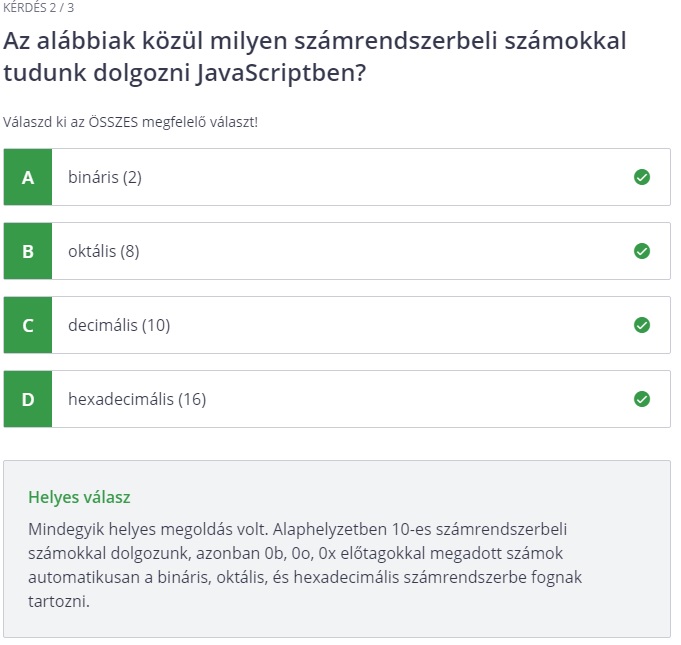 KÉRDÉS 2 / 3
Az alábbiak közül milyen számrendszerbeli számokkal
tudunk dolgozni JavaScriptben?
Válaszd ki az ÖSSZES megfelelő választ!
A bináris (2)
B oktális (8)
C decimális (10)
D hexadecimális (16)
Helyes válasz
Mindegyik helyes megoldás volt. Alaphelyzetben 10-es számrendszerbeli
számokkal dolgozunk, azonban 0b, 0o, 0x előtagokkal megadott számok
automatikusan a bináris, oktális, és hexadecimális számrendszerbe fognak
tartozni.